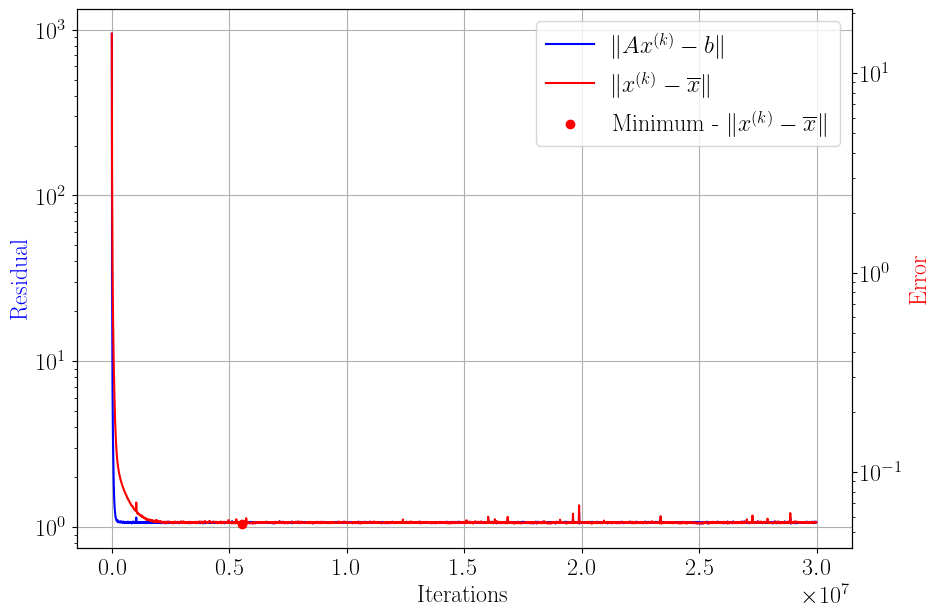 ‖Ax⁽ᵏ⁾ − b‖
‖x⁽ᵏ⁾ − x̅‖
Minimum - ‖x⁽ᵏ⁾ − x̅‖
Residual
10³
10²
10¹
10⁰
10¹
10⁰
10⁻¹
Error
0.0 0.5 1.0 1.5 2.0 2.5 3.0
Iterations
×10⁷